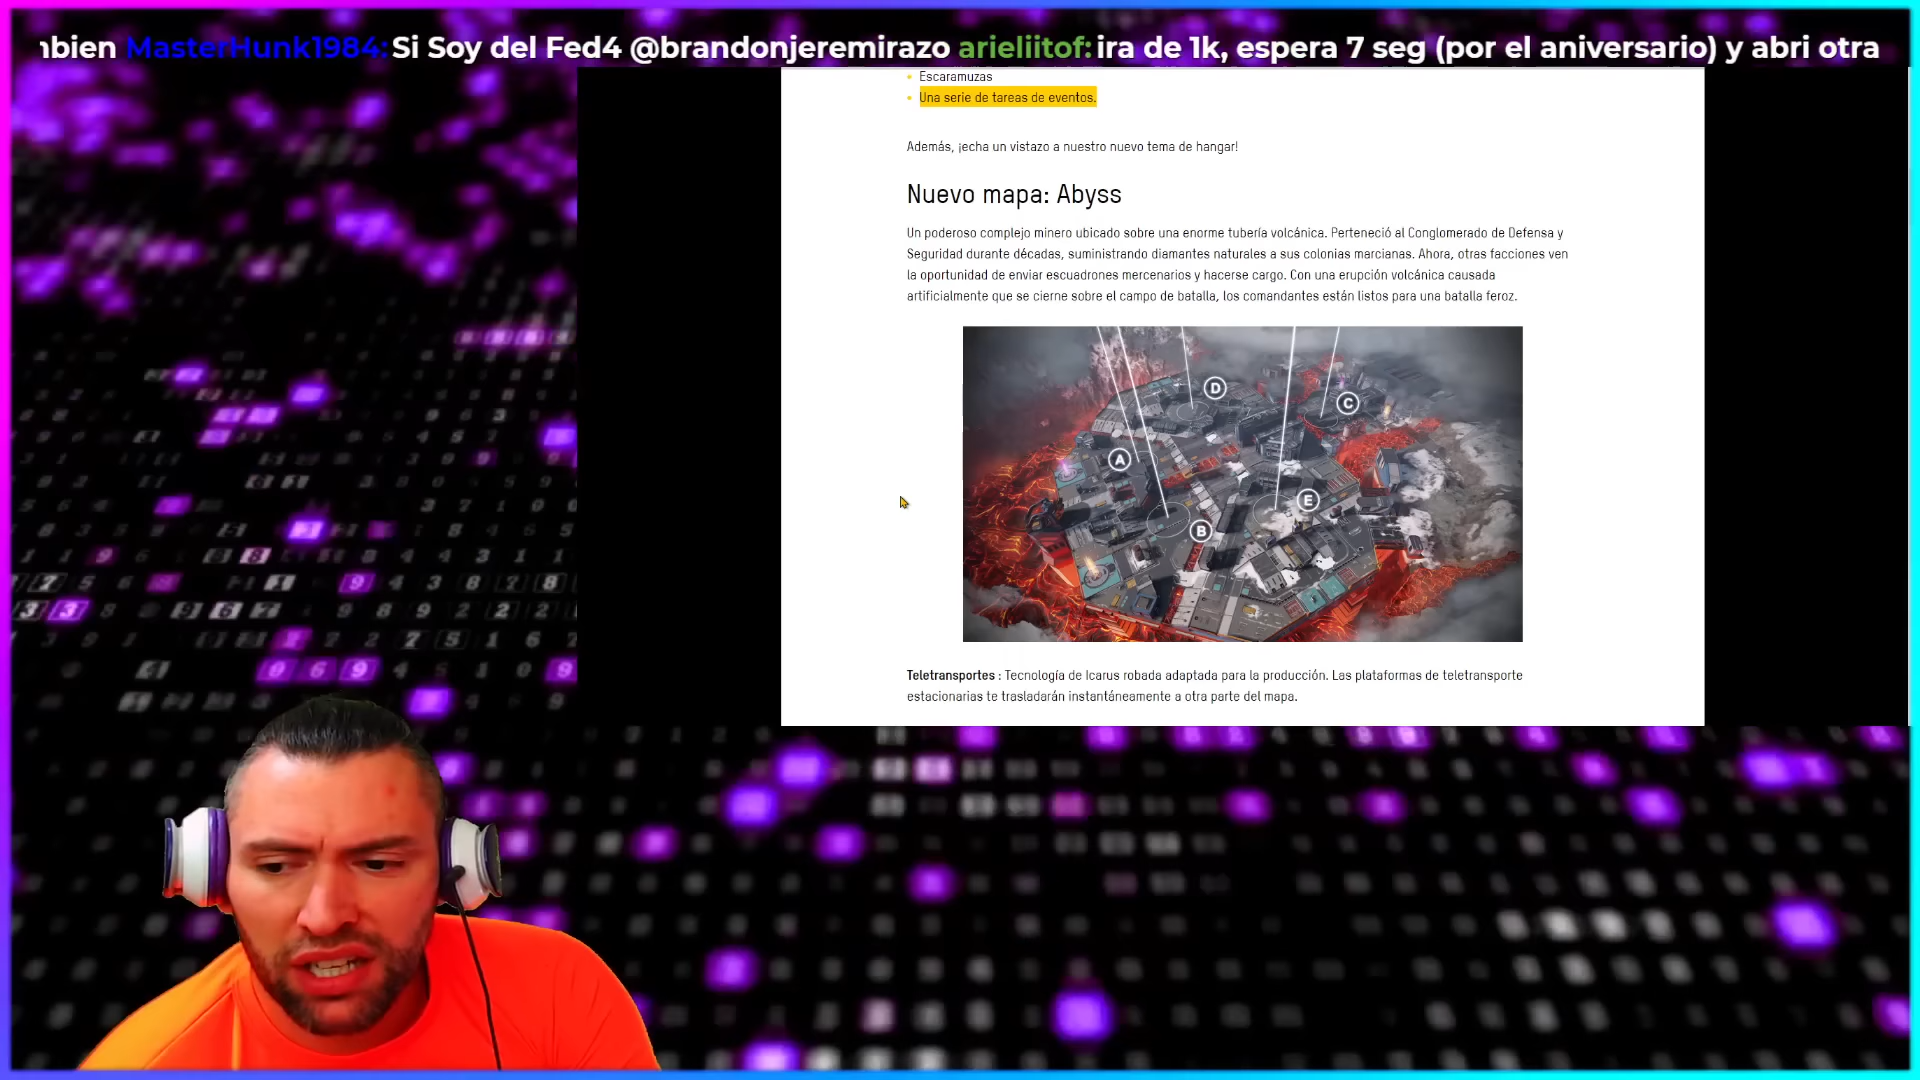 nbien MasterHunk1984: Si Soy del Fed4 @brandonjeremirazo arieliitof: ira de 1k, espera 7 seg (por el aniversario) y abri otra
Escaramuzas
Una serie de tareas de eventos.
Además, ¡echa un vistazo a nuestro nuevo tema de hangar!
Nuevo mapa: Abyss
Un poderoso complejo minero ubicado sobre una enorme tubería volcánica. Perteneció al Conglomerado de Defensa y
Seguridad durante décadas, suministrando diamantes naturales a sus colonias marcianas. Ahora, otras facciones ven
la oportunidad de enviar escuadrones mercenarios y hacerse cargo. Con una erupción volcánica causada
artificialmente que se cierne sobre el campo de batalla, los comandantes están listos para una batalla feroz.
D
C
A
E
B
Teletransportes : Tecnología de Icarus robada adaptada para la producción. Las plataformas de teletransporte
estacionarias te trasladarán instantáneamente a otra parte del mapa.